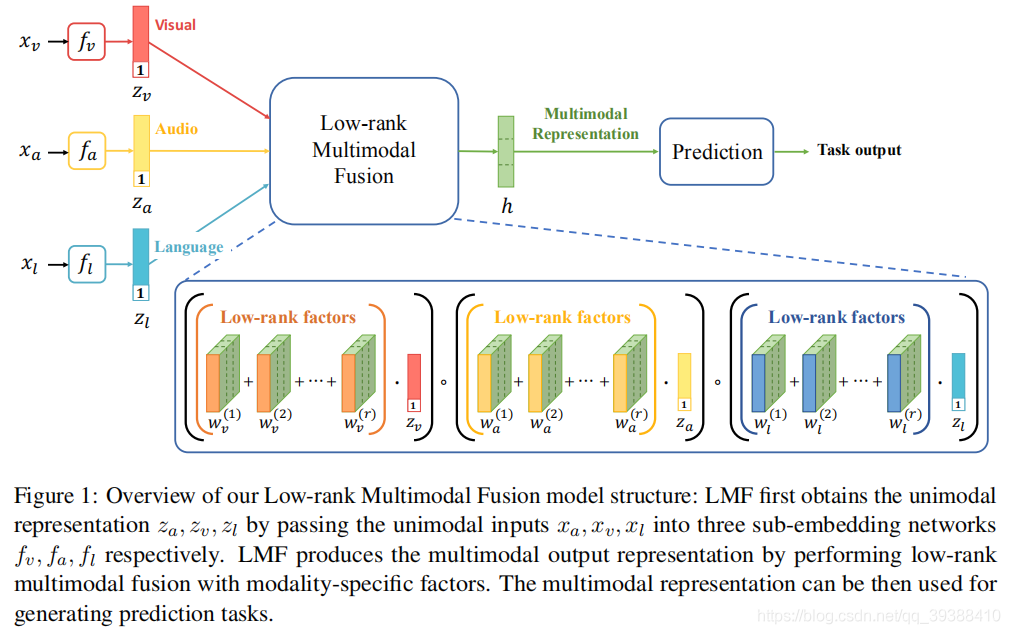 x_v f_v Visual
1
z_v
x_a f_a Audio
1
z_a
x_l f_l Language
1
z_l
Low-rank
Multimodal
Fusion
h
Multimodal
Representation
Prediction
Task output
Low-rank factors
+ + ··· + ·
w_v^(1) w_v^(2) w_v^(r)
1
z_v
∘
Low-rank factors
+ + ··· + ·
w_a^(1) w_a^(2) w_a^(r)
1
z_a
∘
Low-rank factors
+ + ··· + ·
w_l^(1) w_l^(2) w_l^(r)
1
z_l
Figure 1: Overview of our Low-rank Multimodal Fusion model structure: LMF first obtains the unimodal
representation z_a, z_v, z_l by passing the unimodal inputs x_a, x_v, x_l into three sub-embedding networks
f_v, f_a, f_l respectively. LMF produces the multimodal output representation by performing low-rank
multimodal fusion with modality-specific factors. The multimodal representation can be then used for
generating prediction tasks.
https://blog.csdn.net/qq_39388410